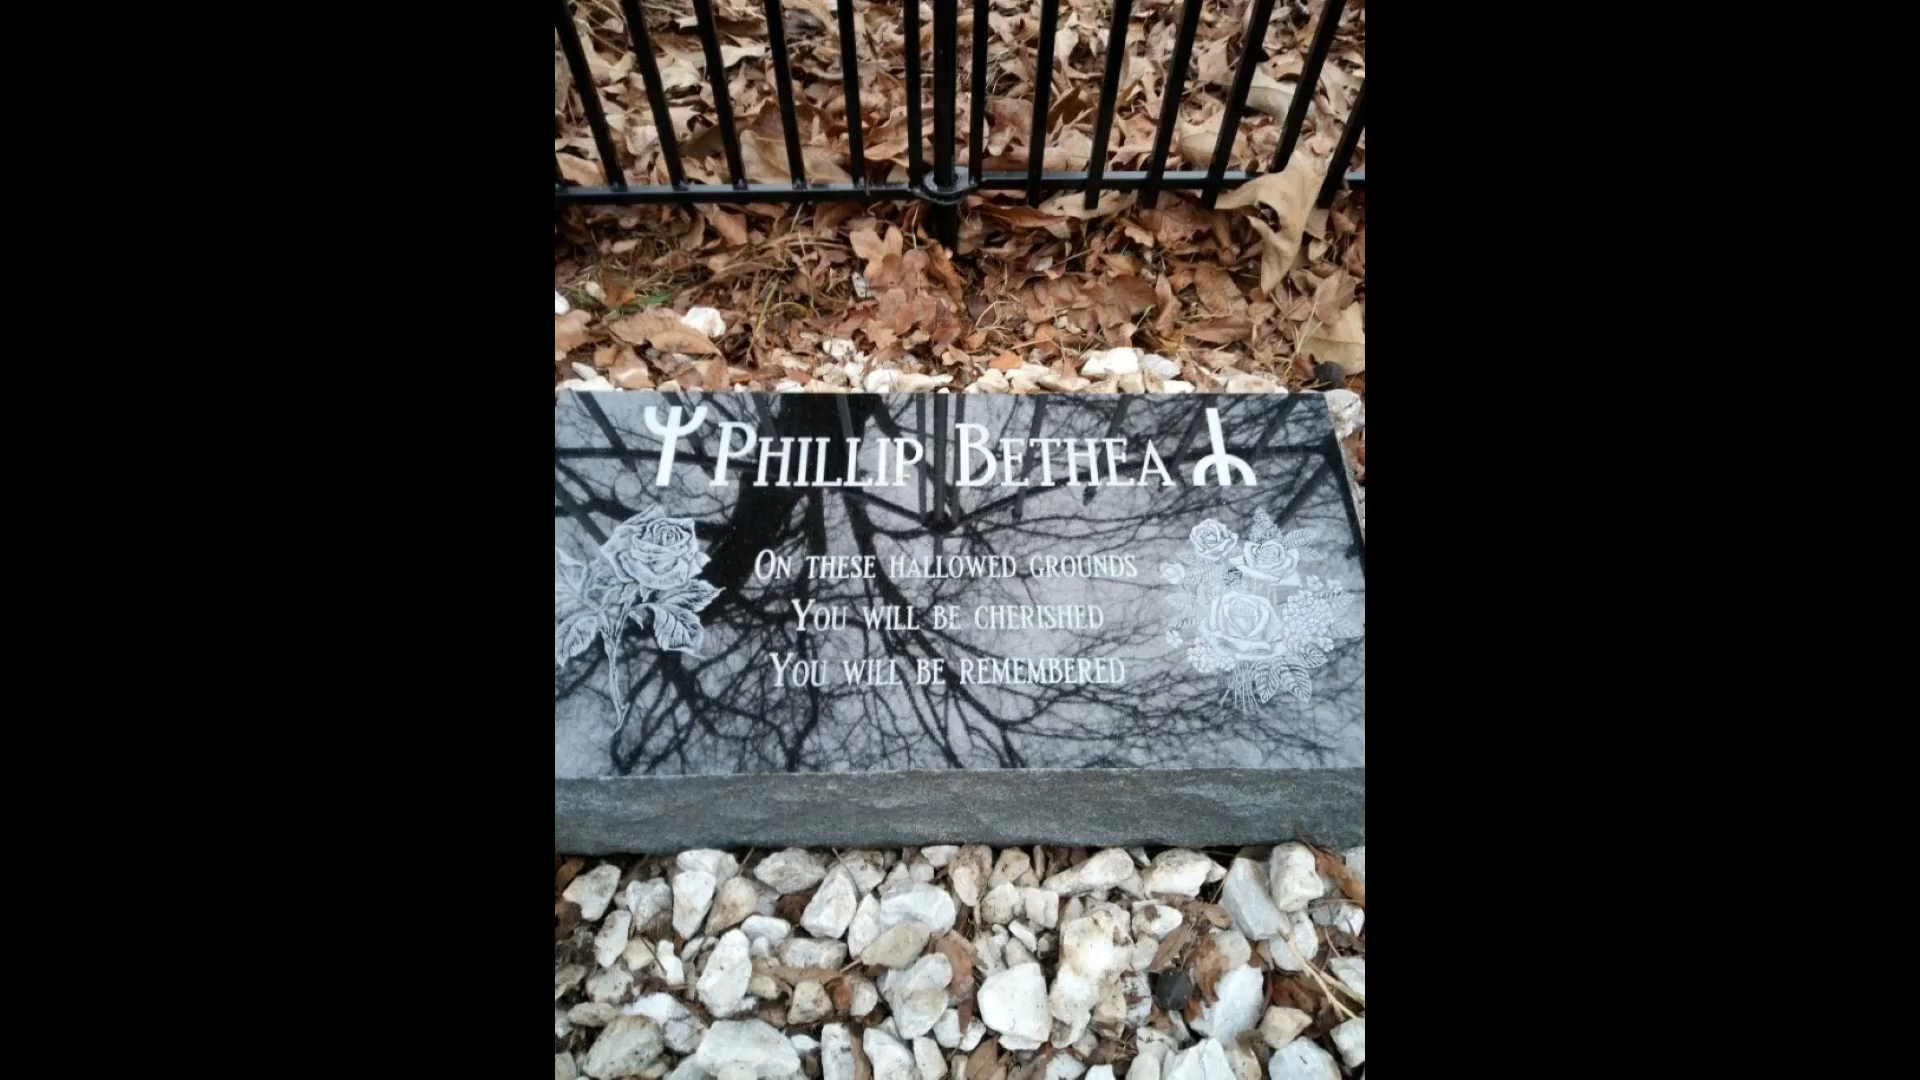 Phillip Bethea
On these hallowed grounds
You will be cherished
You will be remembered